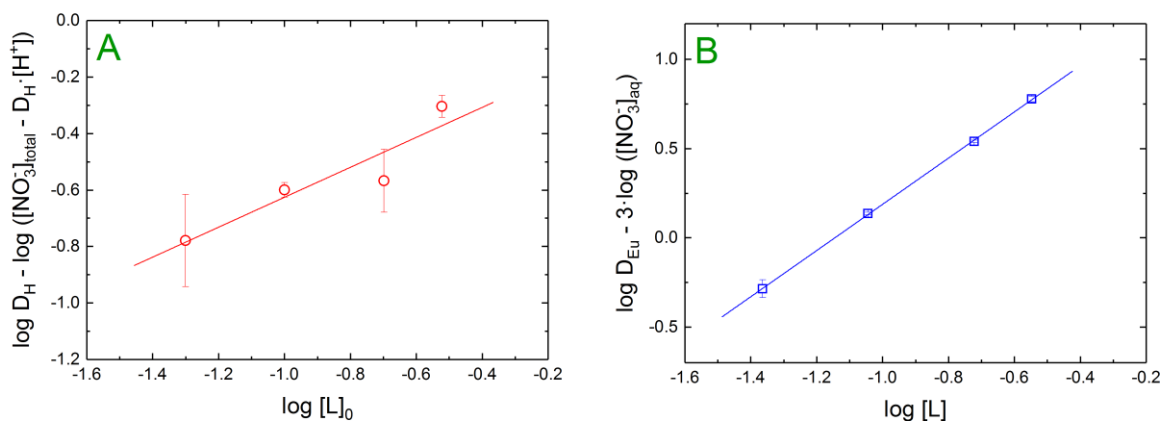 A
log D_H - log ([NO_3^-]_total - D_H·[H^+])
0.0
-0.2
-0.4
-0.6
-0.8
-1.0
-1.2
-1.6 -1.4 -1.2 -1.0 -0.8 -0.6 -0.4 -0.2
log [L]_0
B
log D_Eu - 3·log ([NO_3^-]_aq)
1.0
0.5
0.0
-0.5
-1.6 -1.4 -1.2 -1.0 -0.8 -0.6 -0.4 -0.2
log [L]